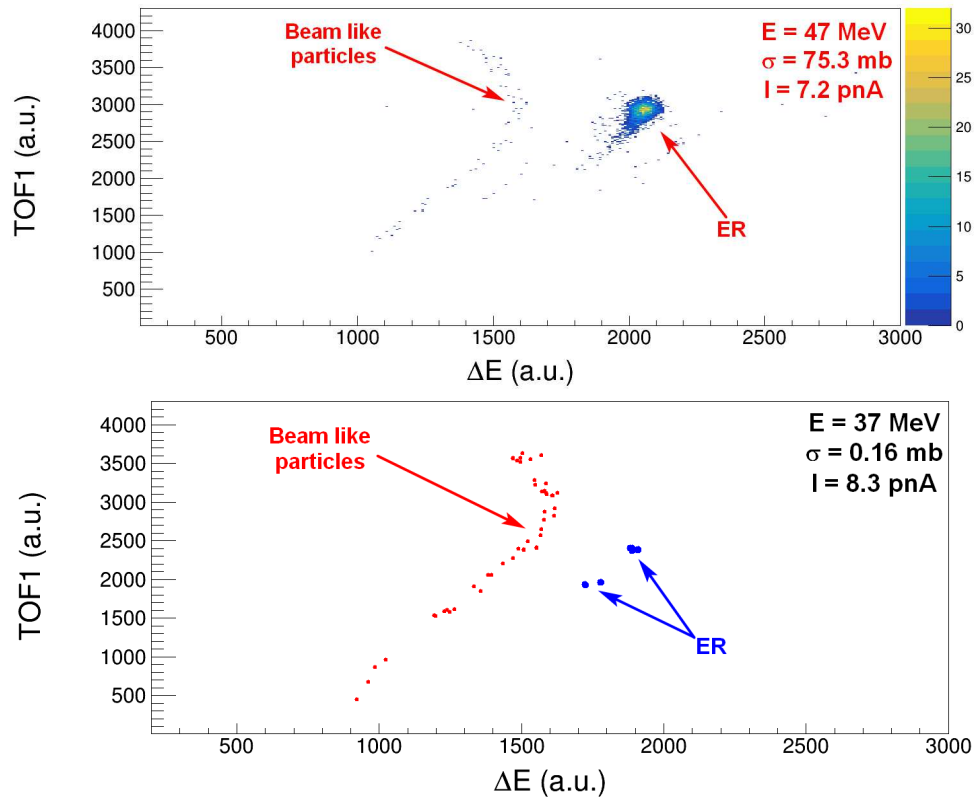 4000
3500
3000
2500
2000
1500
1000
500
TOF1 (a.u.)
Beam like
particles
E = 47 MeV
σ = 75.3 mb
I = 7.2 pnA
ER
30
25
20
15
10
5
0
500 1000 1500 2000 2500 3000
ΔE (a.u.)
4000
3500
3000
2500
2000
1500
1000
500
TOF1 (a.u.)
Beam like
particles
E = 37 MeV
σ = 0.16 mb
I = 8.3 pnA
ER
500 1000 1500 2000 2500 3000
ΔE (a.u.)